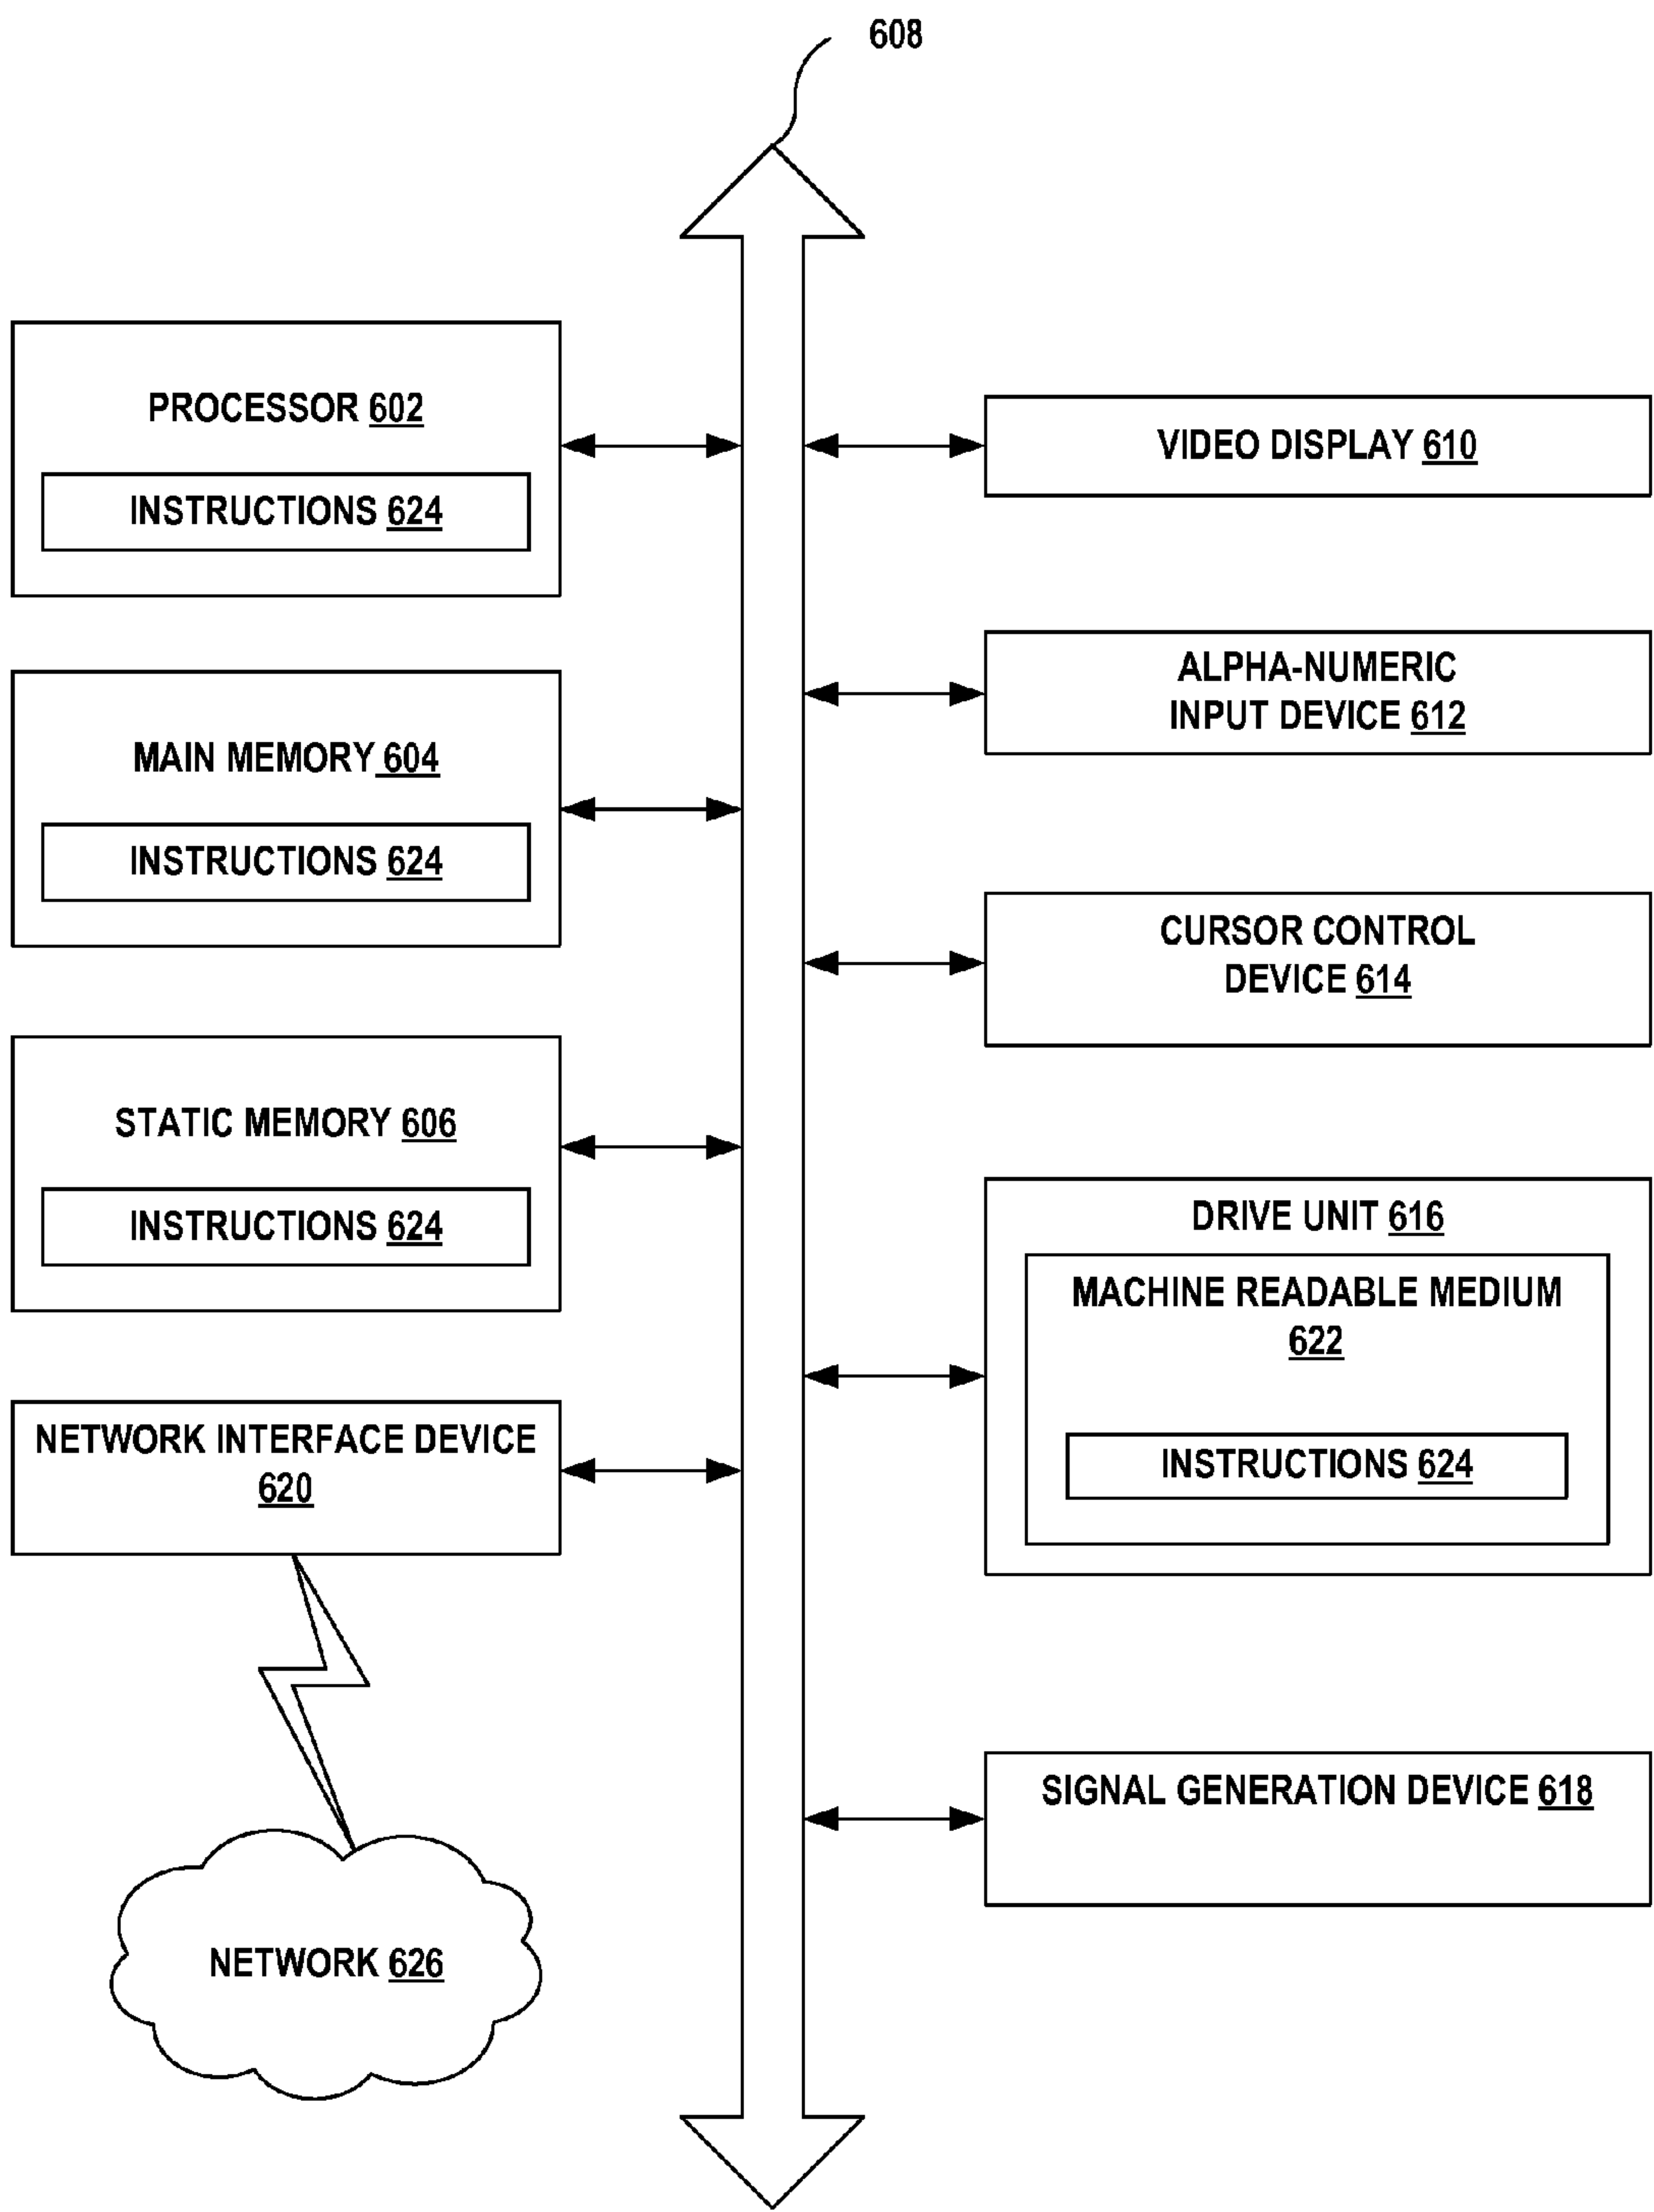 608
PROCESSOR 602
INSTRUCTIONS 624
MAIN MEMORY 604
INSTRUCTIONS 624
STATIC MEMORY 606
INSTRUCTIONS 624
NETWORK INTERFACE DEVICE
620
NETWORK 626
VIDEO DISPLAY 610
ALPHA-NUMERIC
INPUT DEVICE 612
CURSOR CONTROL
DEVICE 614
DRIVE UNIT 616
MACHINE READABLE MEDIUM
622
INSTRUCTIONS 624
SIGNAL GENERATION DEVICE 618